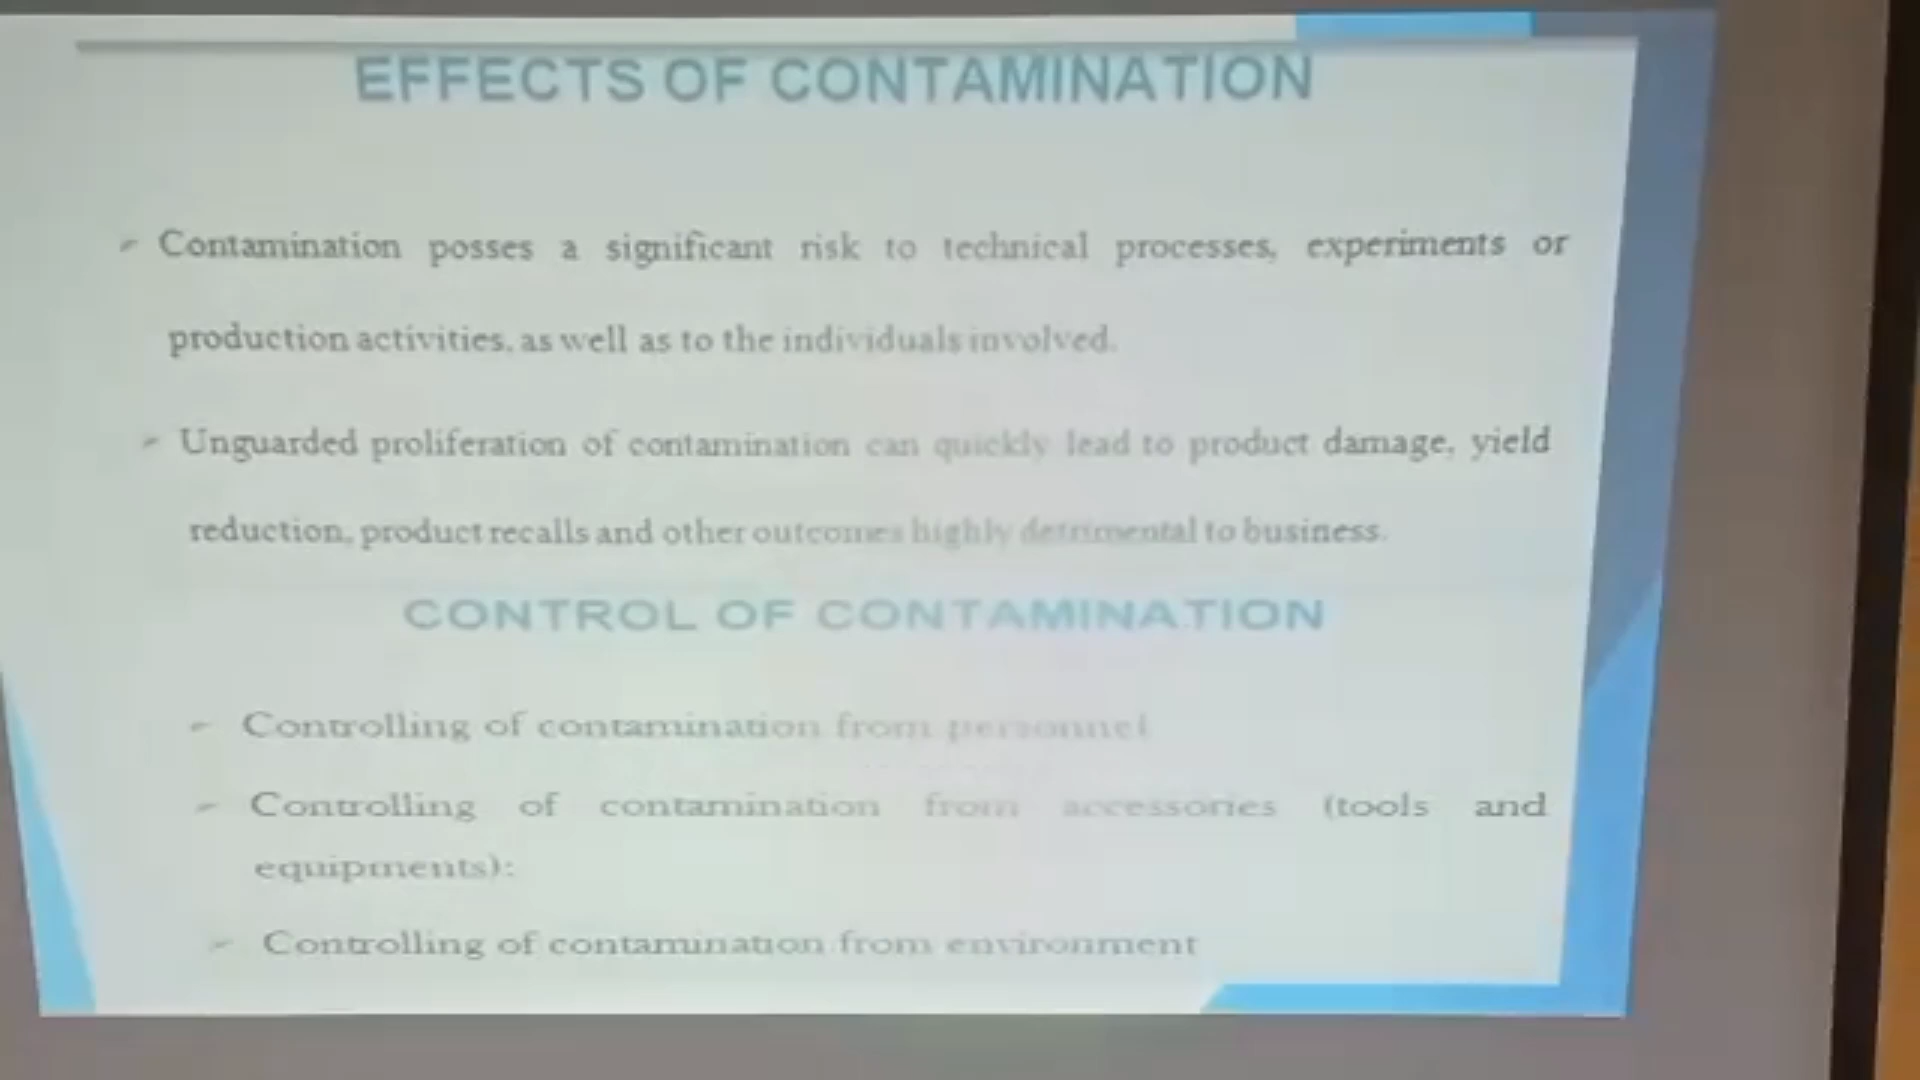 EFFECTS OF CONTAMINATION
Contamination posses a significant risk to technical processes, experiments or
production activities, as well as to the individuals involved.
Unguarded proliferation of contamination can quickly lead to product damage, yield
reduction, product recalls and other outcomes highly detrimental to business.
CONTROL OF CONTAMINATION
Controlling of contamination from personnel
Controlling of contamination from accessories (tools and
equipments):
Controlling of contamination from environment